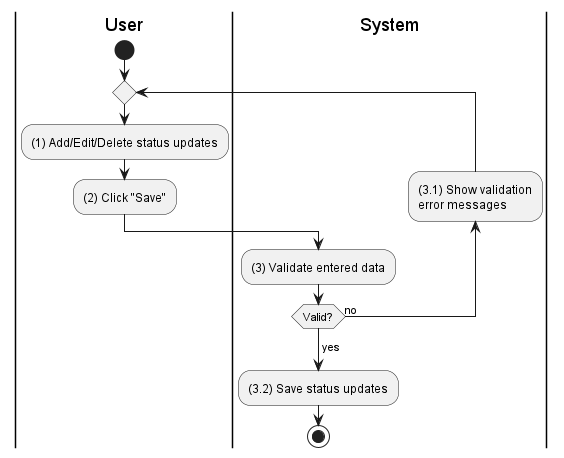 User
System
(1) Add/Edit/Delete status updates
(2) Click "Save"
(3.1) Show validation
error messages
(3) Validate entered data
Valid?
no
yes
(3.2) Save status updates